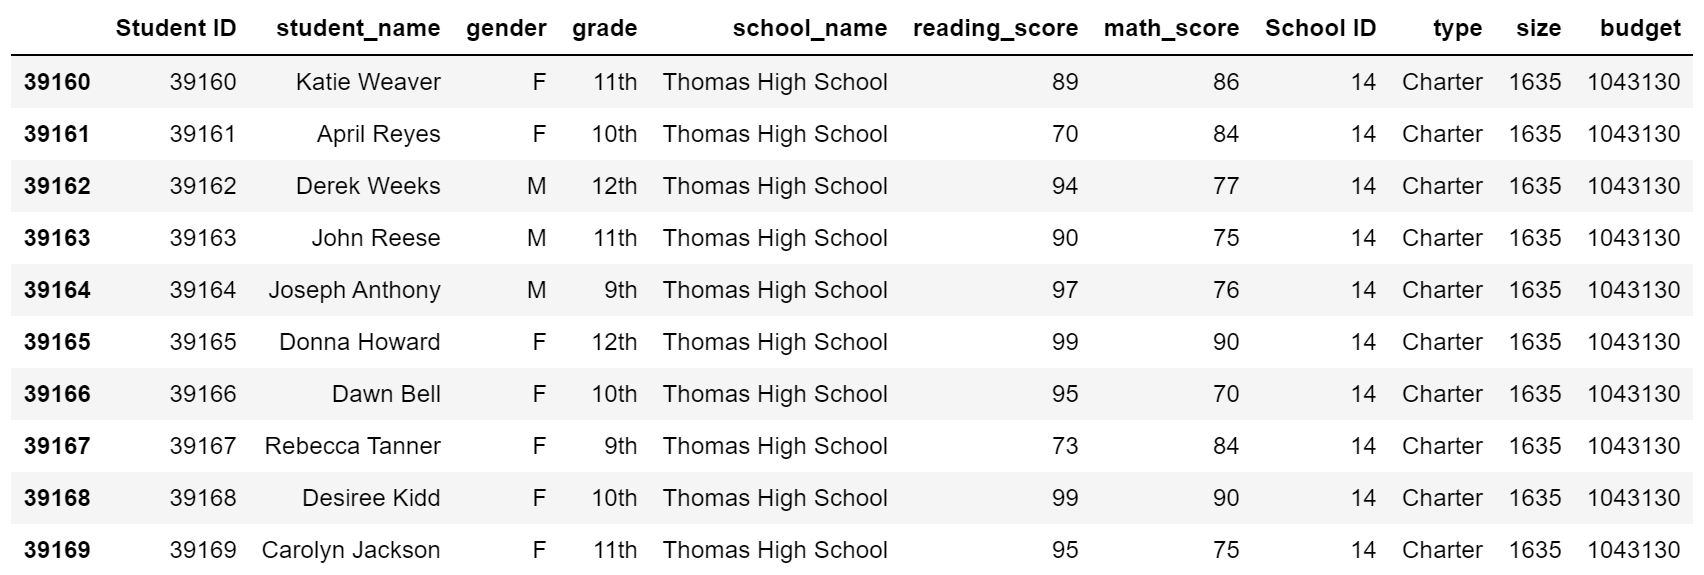 Student ID student_name gender grade school_name reading_score math_score School ID type size budget
39160 39160 Katie Weaver F 11th Thomas High School 89 86 14 Charter 1635 1043130
39161 39161 April Reyes F 10th Thomas High School 70 84 14 Charter 1635 1043130
39162 39162 Derek Weeks M 12th Thomas High School 94 77 14 Charter 1635 1043130
39163 39163 John Reese M 11th Thomas High School 90 75 14 Charter 1635 1043130
39164 39164 Joseph Anthony M 9th Thomas High School 97 76 14 Charter 1635 1043130
39165 39165 Donna Howard F 12th Thomas High School 99 90 14 Charter 1635 1043130
39166 39166 Dawn Bell F 10th Thomas High School 95 70 14 Charter 1635 1043130
39167 39167 Rebecca Tanner F 9th Thomas High School 73 84 14 Charter 1635 1043130
39168 39168 Desiree Kidd F 10th Thomas High School 99 90 14 Charter 1635 1043130
39169 39169 Carolyn Jackson F 11th Thomas High School 95 75 14 Charter 1635 1043130